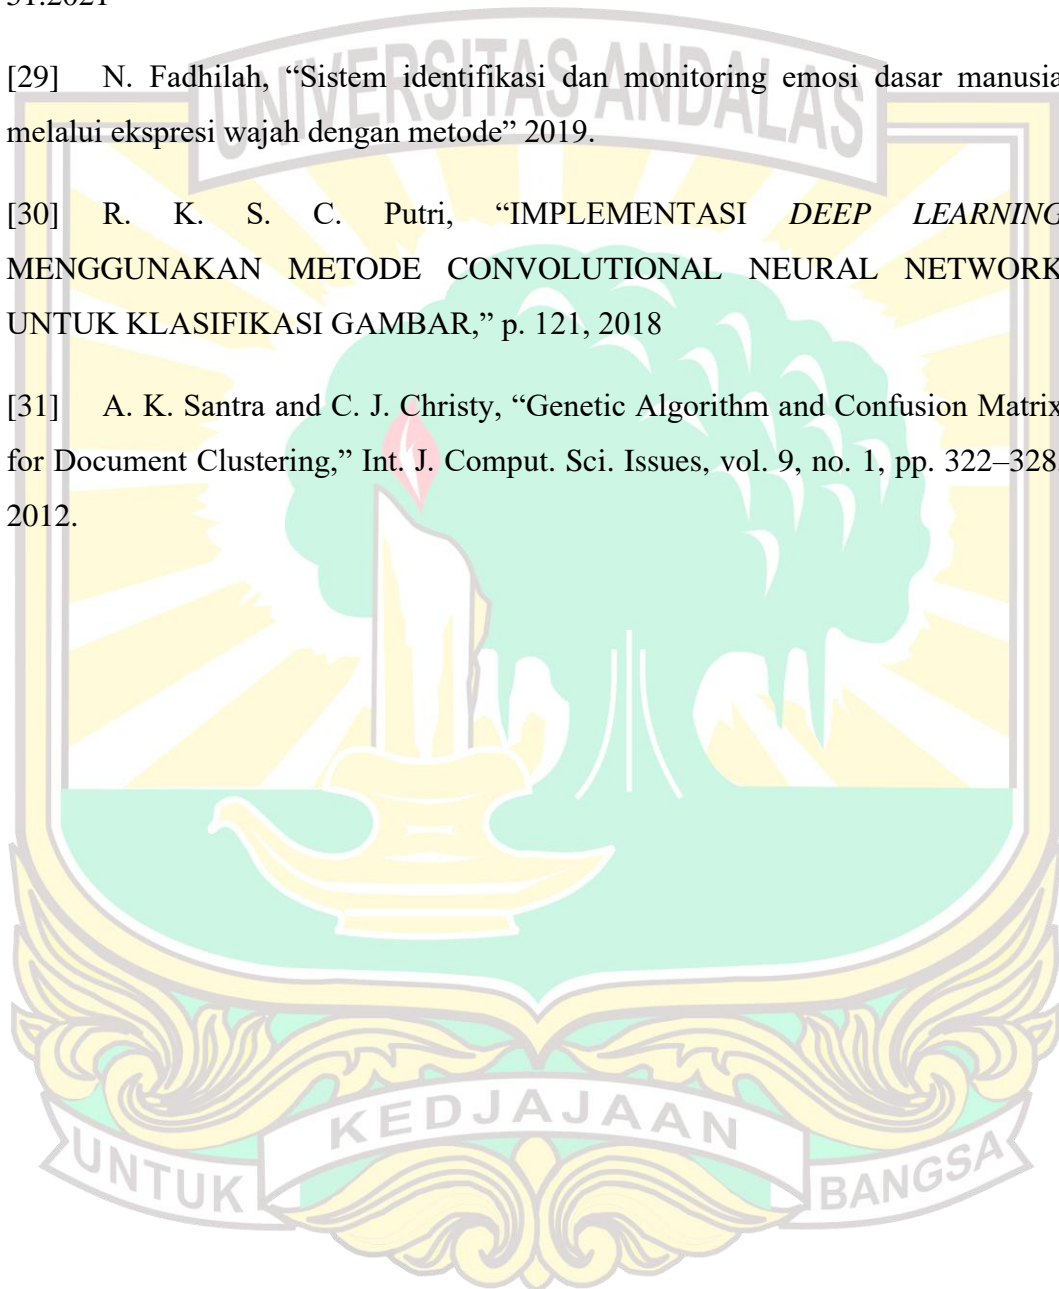 31.2021
UNIVERSITAS ANDALAS
[29] N. Fadhilah, “Sistem identifikasi dan monitoring emosi dasar manusia
melalui ekspresi wajah dengan metode” 2019.
[30] R. K. S. C. Putri, “IMPLEMENTASI DEEP LEARNING
MENGGUNAKAN METODE CONVOLUTIONAL NEURAL NETWORK
UNTUK KLASIFIKASI GAMBAR,” p. 121, 2018
[31] A. K. Santra and C. J. Christy, “Genetic Algorithm and Confusion Matrix
for Document Clustering,” Int. J. Comput. Sci. Issues, vol. 9, no. 1, pp. 322–328
2012.
UNTUK KEDJAJAAN BANGSA